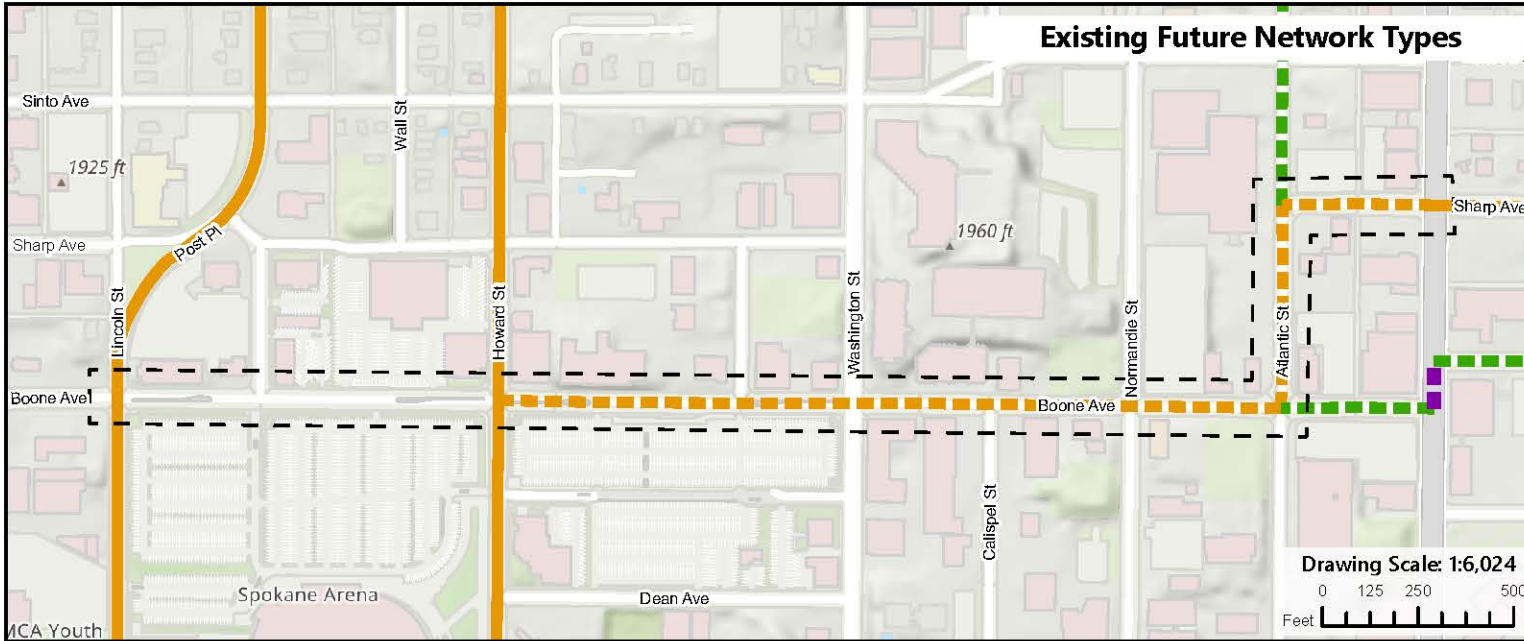 Existing Future Network Types
Sinto Ave
Wall St
1925 ft
Sharp Ave
Post Pl
Sharp Ave
1960 ft
Lincoln St
Howard St
Washington St
Normandie St
Atlantic St
Boone Ave
Boone Ave
Calispel St
Spokane Arena
Dean Ave
MCA Youth
Drawing Scale: 1:6,024
0 125 250 500
Feet